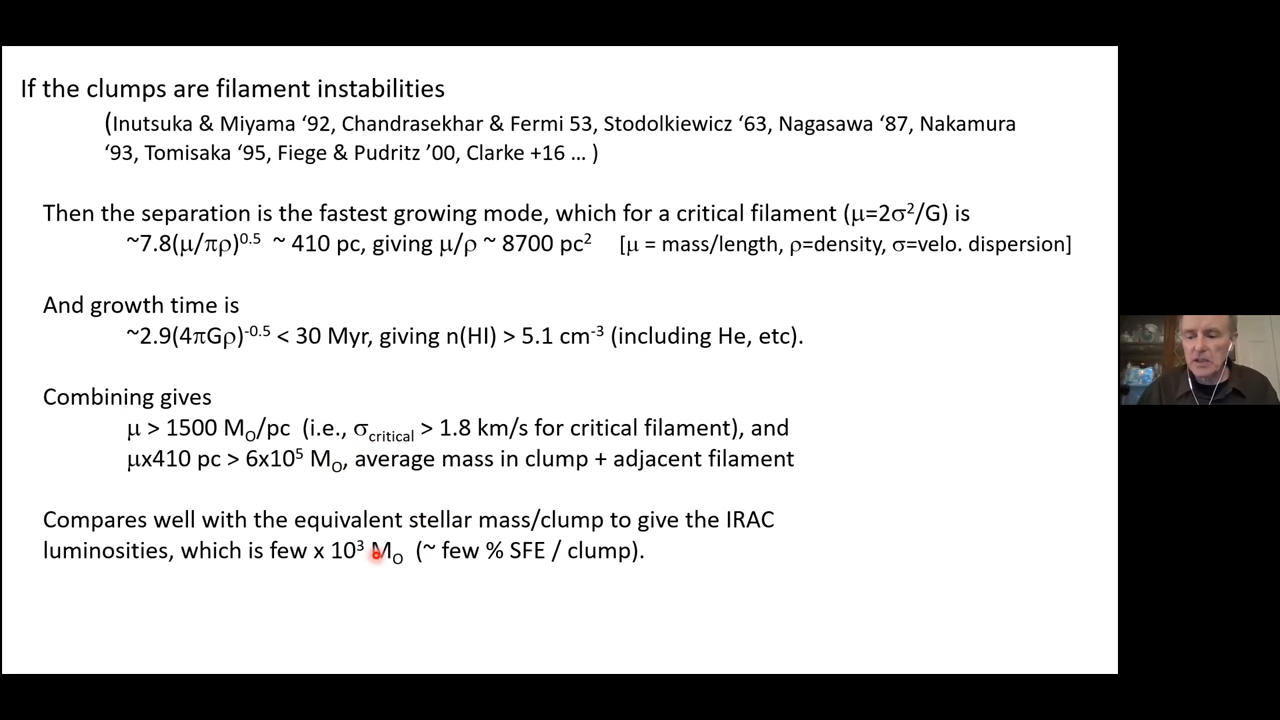 If the clumps are filament instabilities
(Inutsuka & Miyama ‘92, Chandrasekhar & Fermi 53, Stodolkiewicz ‘63, Nagasawa ‘87, Nakamura
‘93, Tomisaka ‘95, Fiege & Pudritz ’00, Clarke +16 … )
Then the separation is the fastest growing mode, which for a critical filament (μ=2σ²/G) is
~7.8(μ/πρ)⁰·⁵ ~ 410 pc, giving μ/ρ ~ 8700 pc² [μ = mass/length, ρ=density, σ=velo. dispersion]
And growth time is
~2.9(4πGρ)⁻⁰·⁵ < 30 Myr, giving n(HI) > 5.1 cm⁻³ (including He, etc).
Combining gives
μ > 1500 M_O/pc (i.e., σ_critical > 1.8 km/s for critical filament), and
μx410 pc > 6x10⁵ M_O, average mass in clump + adjacent filament
Compares well with the equivalent stellar mass/clump to give the IRAC
luminosities, which is few x 10³ M_O (~ few % SFE / clump).